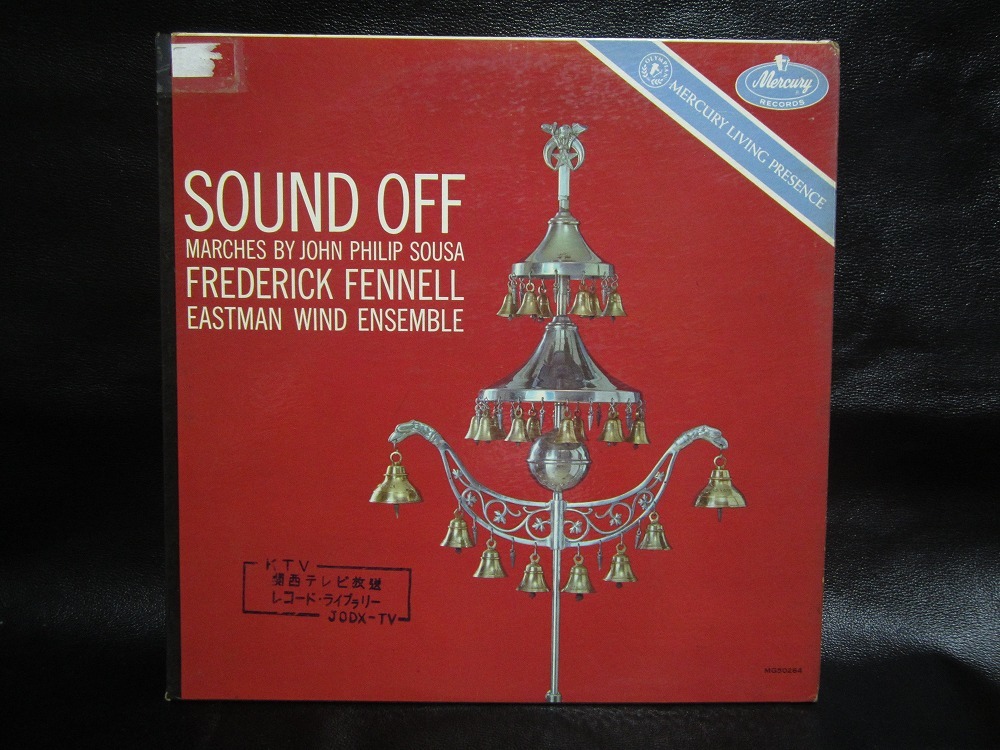 OLYMPIAN
MERCURY LIVING PRESENCE
Mercury
RECORDS
SOUND OFF
MARCHES BY JOHN PHILIP SOUSA
FREDERICK FENNELL
EASTMAN WIND ENSEMBLE
KTV
関西テレビ放送
レコード・ライブラリー
JODX-TV
MG50264